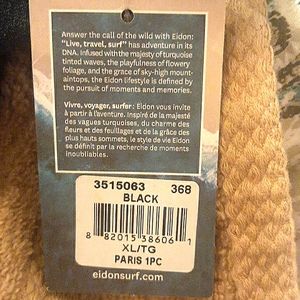 Answer the call of the wild with Eidon:
"Live, travel, surf" has adventure in its
DNA. Infused with the majesty of turquoise
tinted waves, the playfulness of flowery
foliage, and the grace of sky-high mount-
aintops, the Eidon lifestyle is defined by
the pursuit of moments and memories.
Vivre, voyager, surfer : Eidon vous invite
à partir à l'aventure. Inspiré de la majesté
des vagues turquoises, du charme des
fleurs et des feuillages et de la grâce des
plus hauts sommets, le style de vie Eidon
se définit par la recherche de moments
inoubliables.
3515063 368
BLACK
8 82015 38606 1
XL/TG
PARIS 1PC
eidonsurf.com